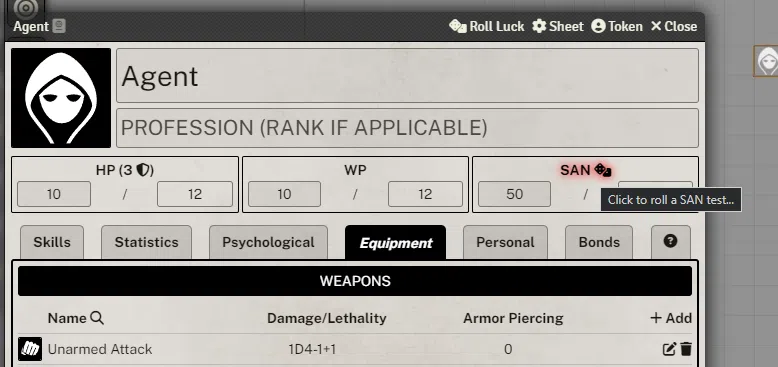 Agent Roll Luck Sheet Token Close
Agent
PROFESSION (RANK IF APPLICABLE)
HP (3 ) WP SAN
10 / 12 10 / 12 50 /
Click to roll a SAN test...
Skills Statistics Psychological Equipment Personal Bonds
WEAPONS
Name Damage/Lethality Armor Piercing + Add
Unarmed Attack 1D4-1+1 0